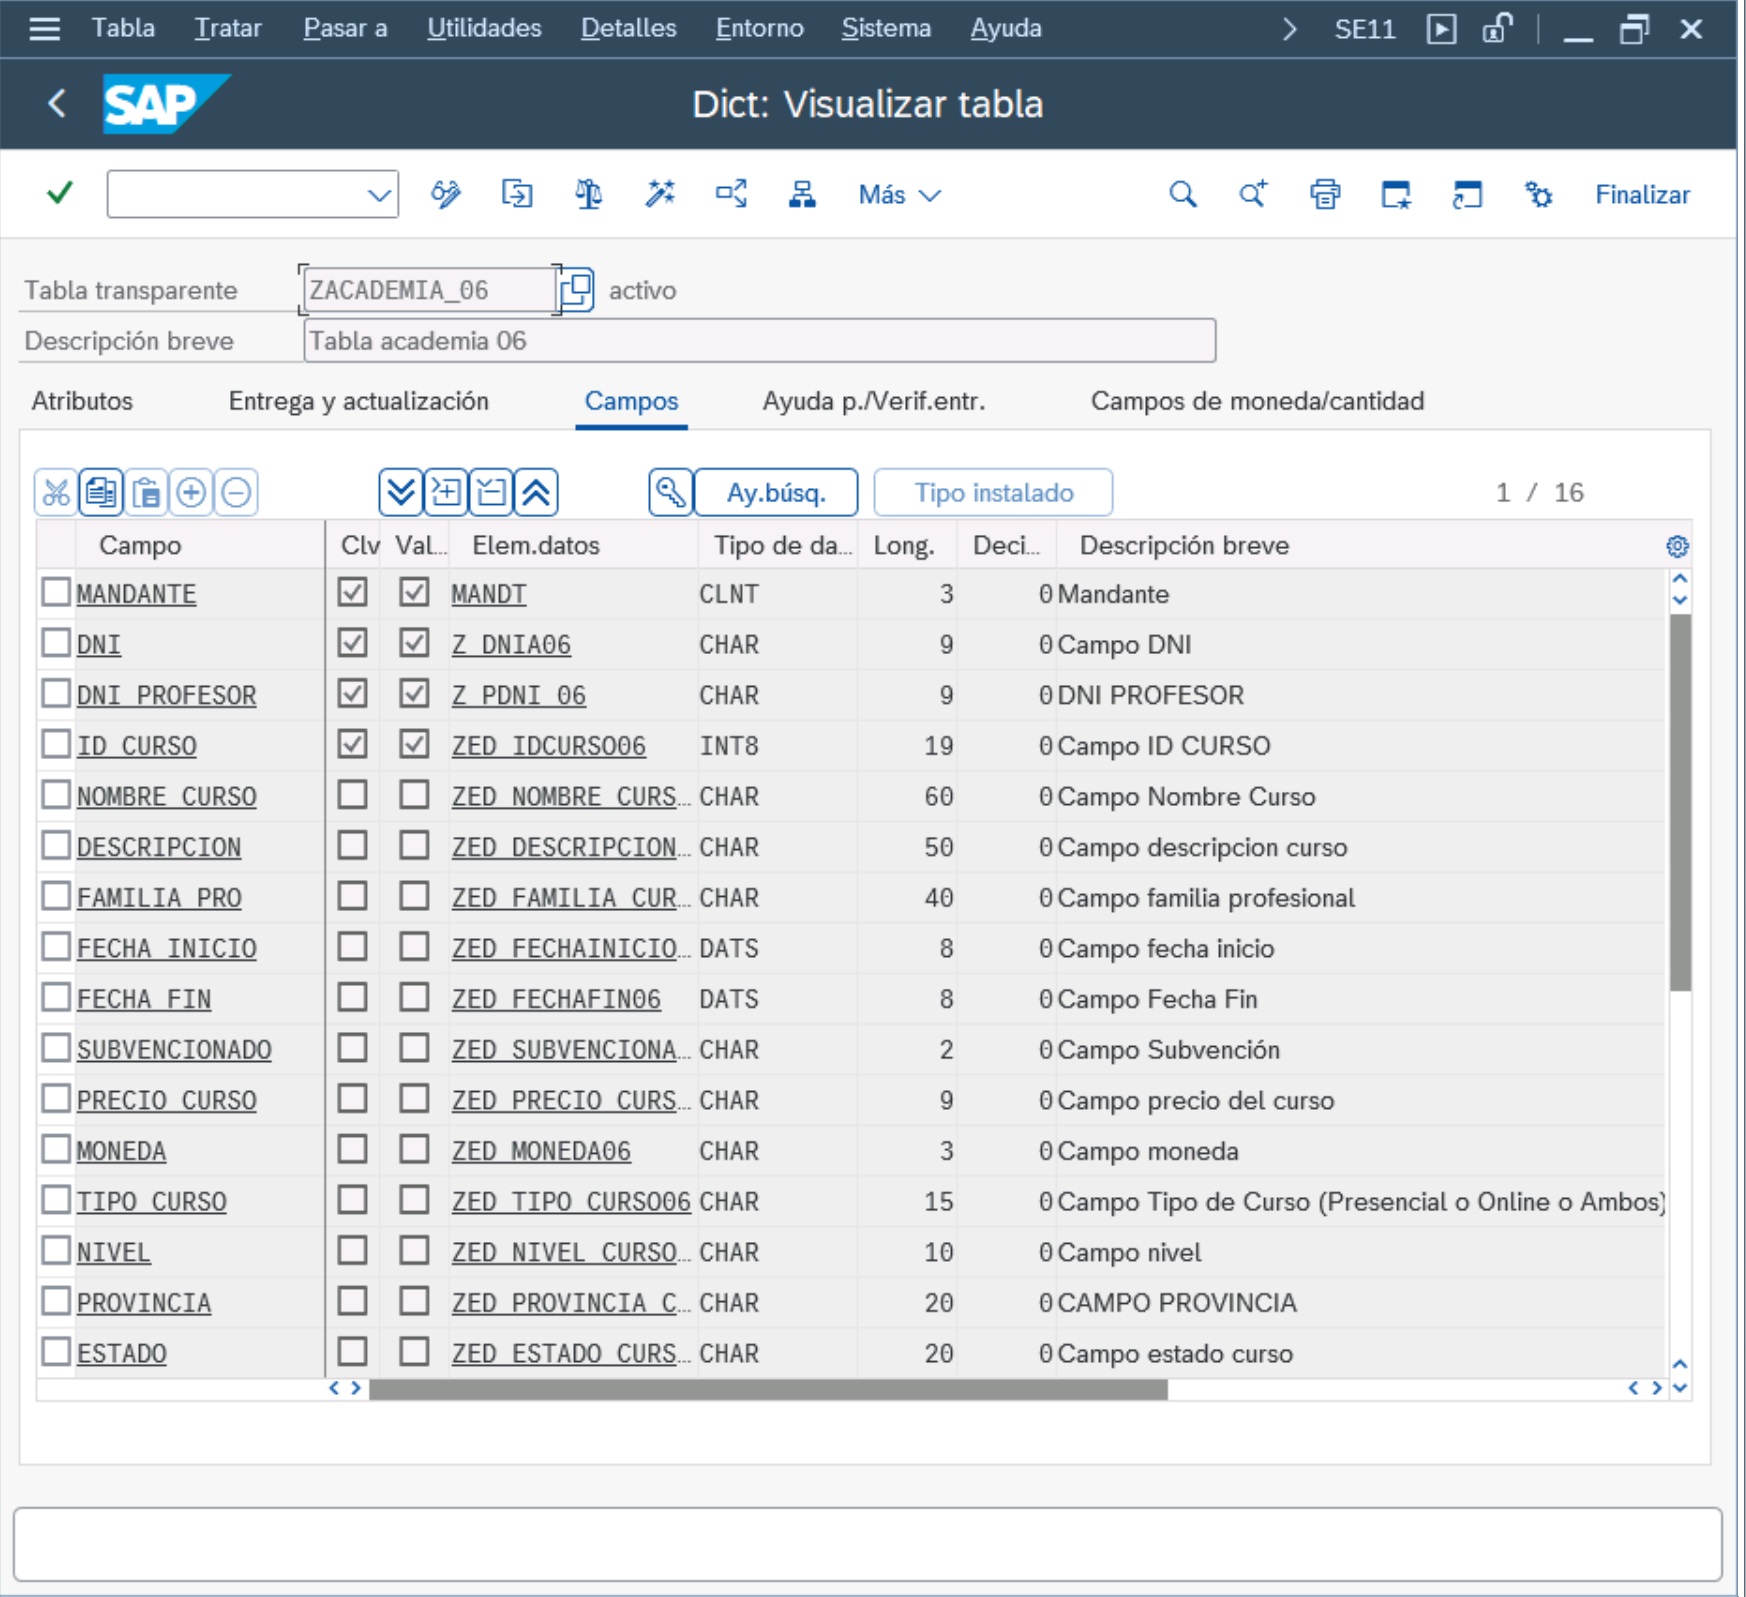 Tabla Tratar Pasar a Utilidades Detalles Entorno Sistema Ayuda SE11
SAP Dict: Visualizar tabla
Más Finalizar
Tabla transparente ZACADEMIA_06 activo
Descripción breve Tabla academia 06
Atributos Entrega y actualización Campos Ayuda p./Verif.entr. Campos de moneda/cantidad
Ay.búsq. Tipo instalado 1 / 16
Campo Clv Val... Elem.datos Tipo de da... Long. Deci... Descripción breve
MANDANTE MANDT CLNT 3 0 Mandante
DNI Z_DNIA06 CHAR 9 0 Campo DNI
DNI_PROFESOR Z_PDNI_06 CHAR 9 0 DNI PROFESOR
ID_CURSO ZED_IDCURSO06 INT8 19 0 Campo ID CURSO
NOMBRE_CURSO ZED_NOMBRE_CURS... CHAR 60 0 Campo Nombre Curso
DESCRIPCION ZED_DESCRIPCION... CHAR 50 0 Campo descripcion curso
FAMILIA_PRO ZED_FAMILIA_CUR... CHAR 40 0 Campo familia profesional
FECHA_INICIO ZED_FECHAINICIO... DATS 8 0 Campo fecha inicio
FECHA_FIN ZED_FECHAFIN06 DATS 8 0 Campo Fecha Fin
SUBVENCIONADO ZED_SUBVENCIONA... CHAR 2 0 Campo Subvención
PRECIO_CURSO ZED_PRECIO_CURS... CHAR 9 0 Campo precio del curso
MONEDA ZED_MONEDA06 CHAR 3 0 Campo moneda
TIPO_CURSO ZED_TIPO_CURSO06 CHAR 15 0 Campo Tipo de Curso (Presencial o Online o Ambos)
NIVEL ZED_NIVEL_CURSO... CHAR 10 0 Campo nivel
PROVINCIA ZED_PROVINCIA_C... CHAR 20 0 CAMPO PROVINCIA
ESTADO ZED_ESTADO_CURS... CHAR 20 0 Campo estado curso